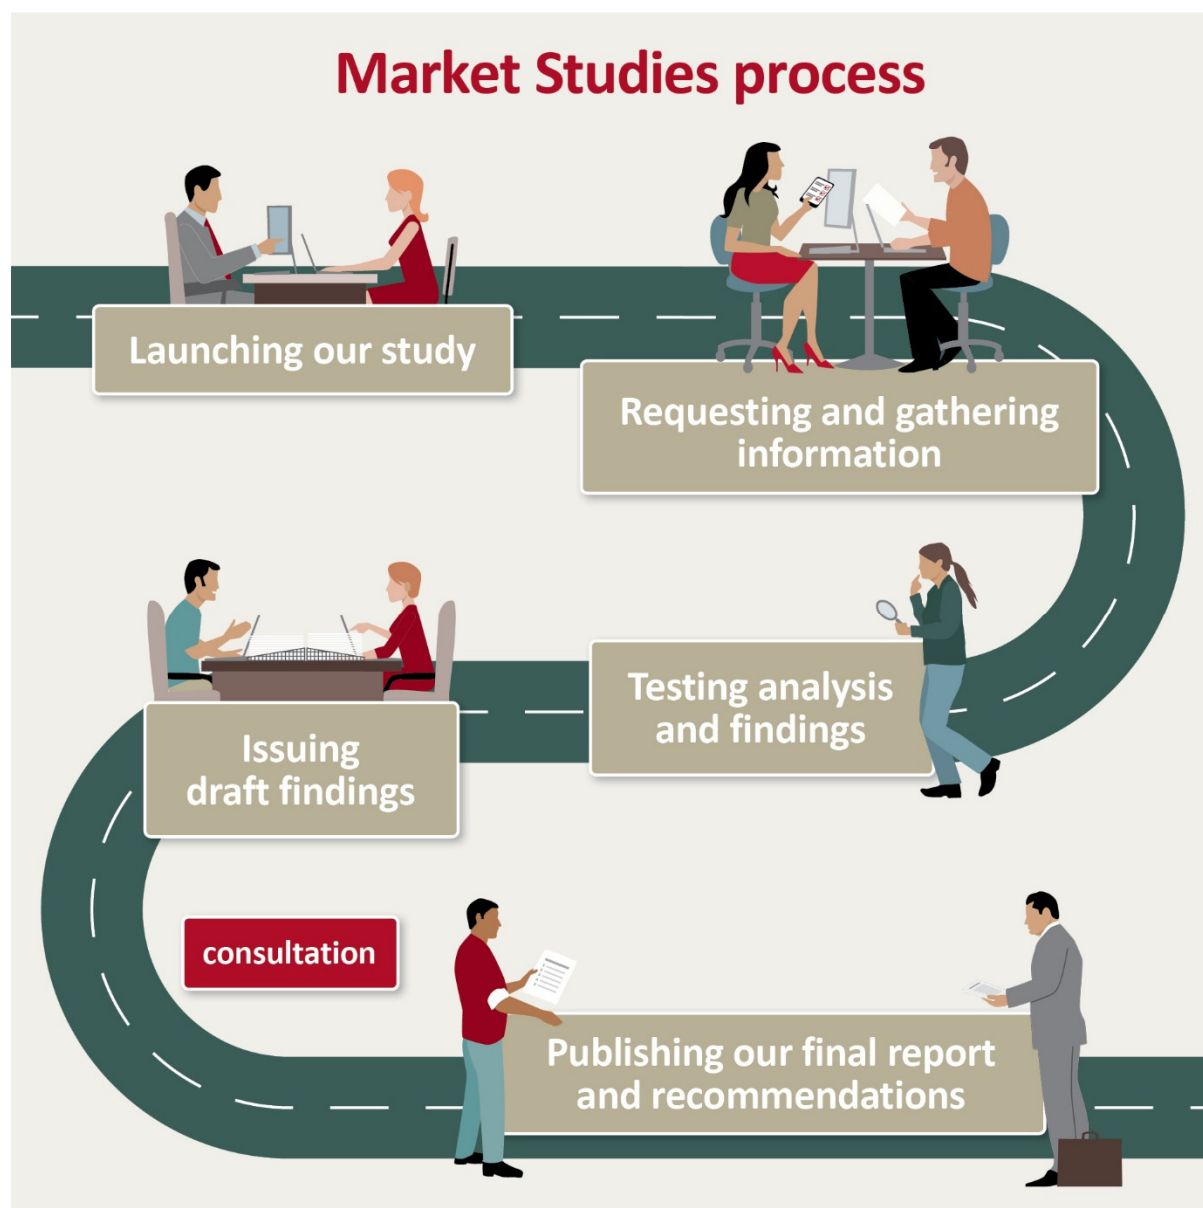 Market Studies process
Launching our study
Requesting and gathering
information
Testing analysis
and findings
Issuing
draft findings
consultation
Publishing our final report
and recommendations